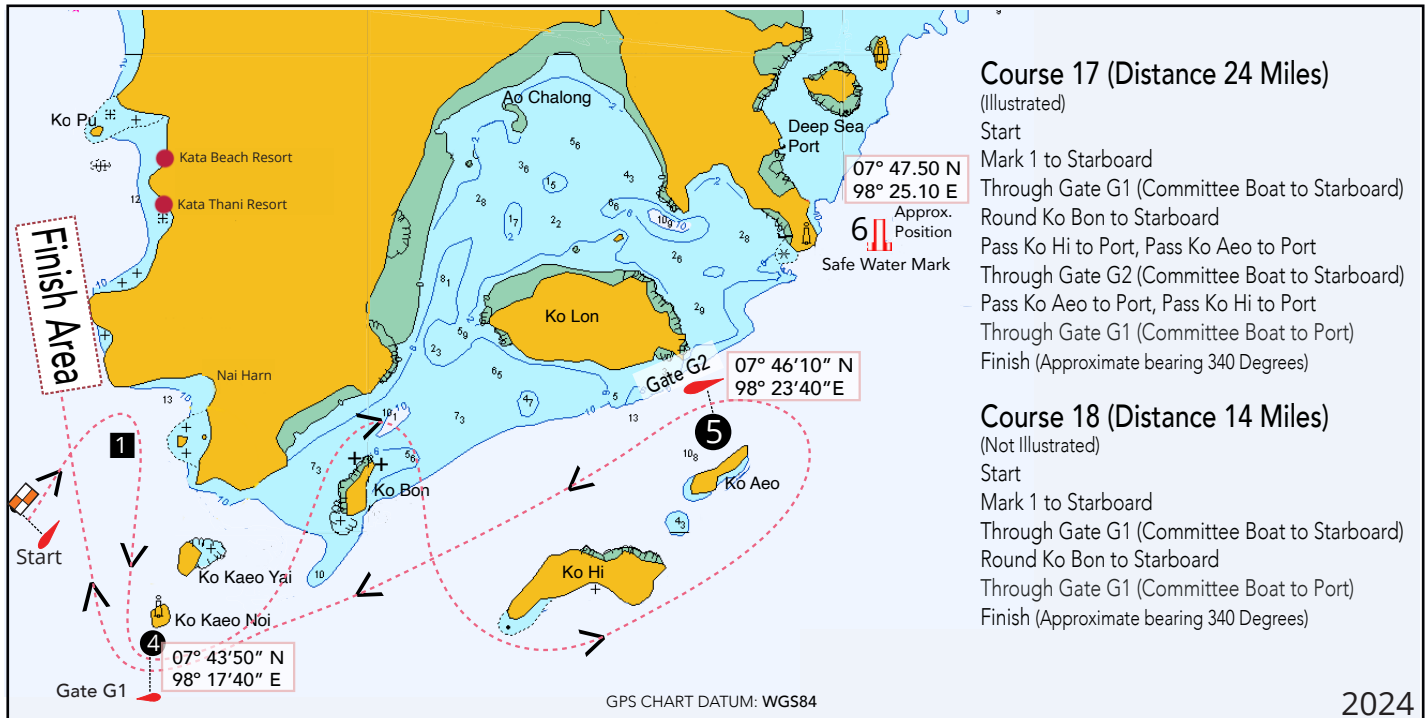 Course 17 (Distance 24 Miles)
(Illustrated)
Start
Mark 1 to Starboard
Through Gate G1 (Committee Boat to Starboard)
Round Ko Bon to Starboard
Pass Ko Hi to Port, Pass Ko Aeo to Port
Through Gate G2 (Committee Boat to Starboard)
Pass Ko Aeo to Port, Pass Ko Hi to Port
Through Gate G1 (Committee Boat to Port)
Finish (Approximate bearing 340 Degrees)
Course 18 (Distance 14 Miles)
(Not Illustrated)
Start
Mark 1 to Starboard
Through Gate G1 (Committee Boat to Starboard)
Round Ko Bon to Starboard
Through Gate G1 (Committee Boat to Port)
Finish (Approximate bearing 340 Degrees)
Ao Chalong
Ko Pu
Deep Sea
Port
Kata Beach Resort
07° 47.50 N
98° 25.10 E
Kata Thani Resort
12
6
Approx.
Position
Safe Water Mark
Finish Area
Ko Lon
Gate G2
07° 46'10" N
98° 23'40"E
Nai Harn
13
1
5
Ko Bon
Ko Aeo
Start
Ko Kaeo Yai
Ko Hi
Ko Kaeo Noi
4
07° 43'50" N
98° 17'40" E
Gate G1
GPS CHART DATUM: WGS84
2024